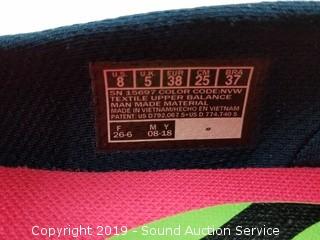 U.S U.K EUR CM BRA
8 5 38 25 37
SN 15697 COLOR CODE:NVW
TEXTILE UPPER BALANCE
MAN MADE MATERIAL
MADE IN VIETNAM/HECHO EN VIETNAM
PATENT: US D792,067 S+US D 774,740 S
F M Y
26-6 08-18
Copyright 2019 - Sound Auction Service